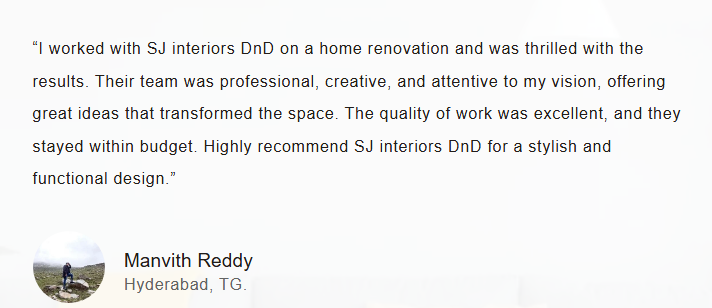 “I worked with SJ interiors DnD on a home renovation and was thrilled with the
results. Their team was professional, creative, and attentive to my vision, offering
great ideas that transformed the space. The quality of work was excellent, and they
stayed within budget. Highly recommend SJ interiors DnD for a stylish and
functional design.”
Manvith Reddy
Hyderabad, TG.